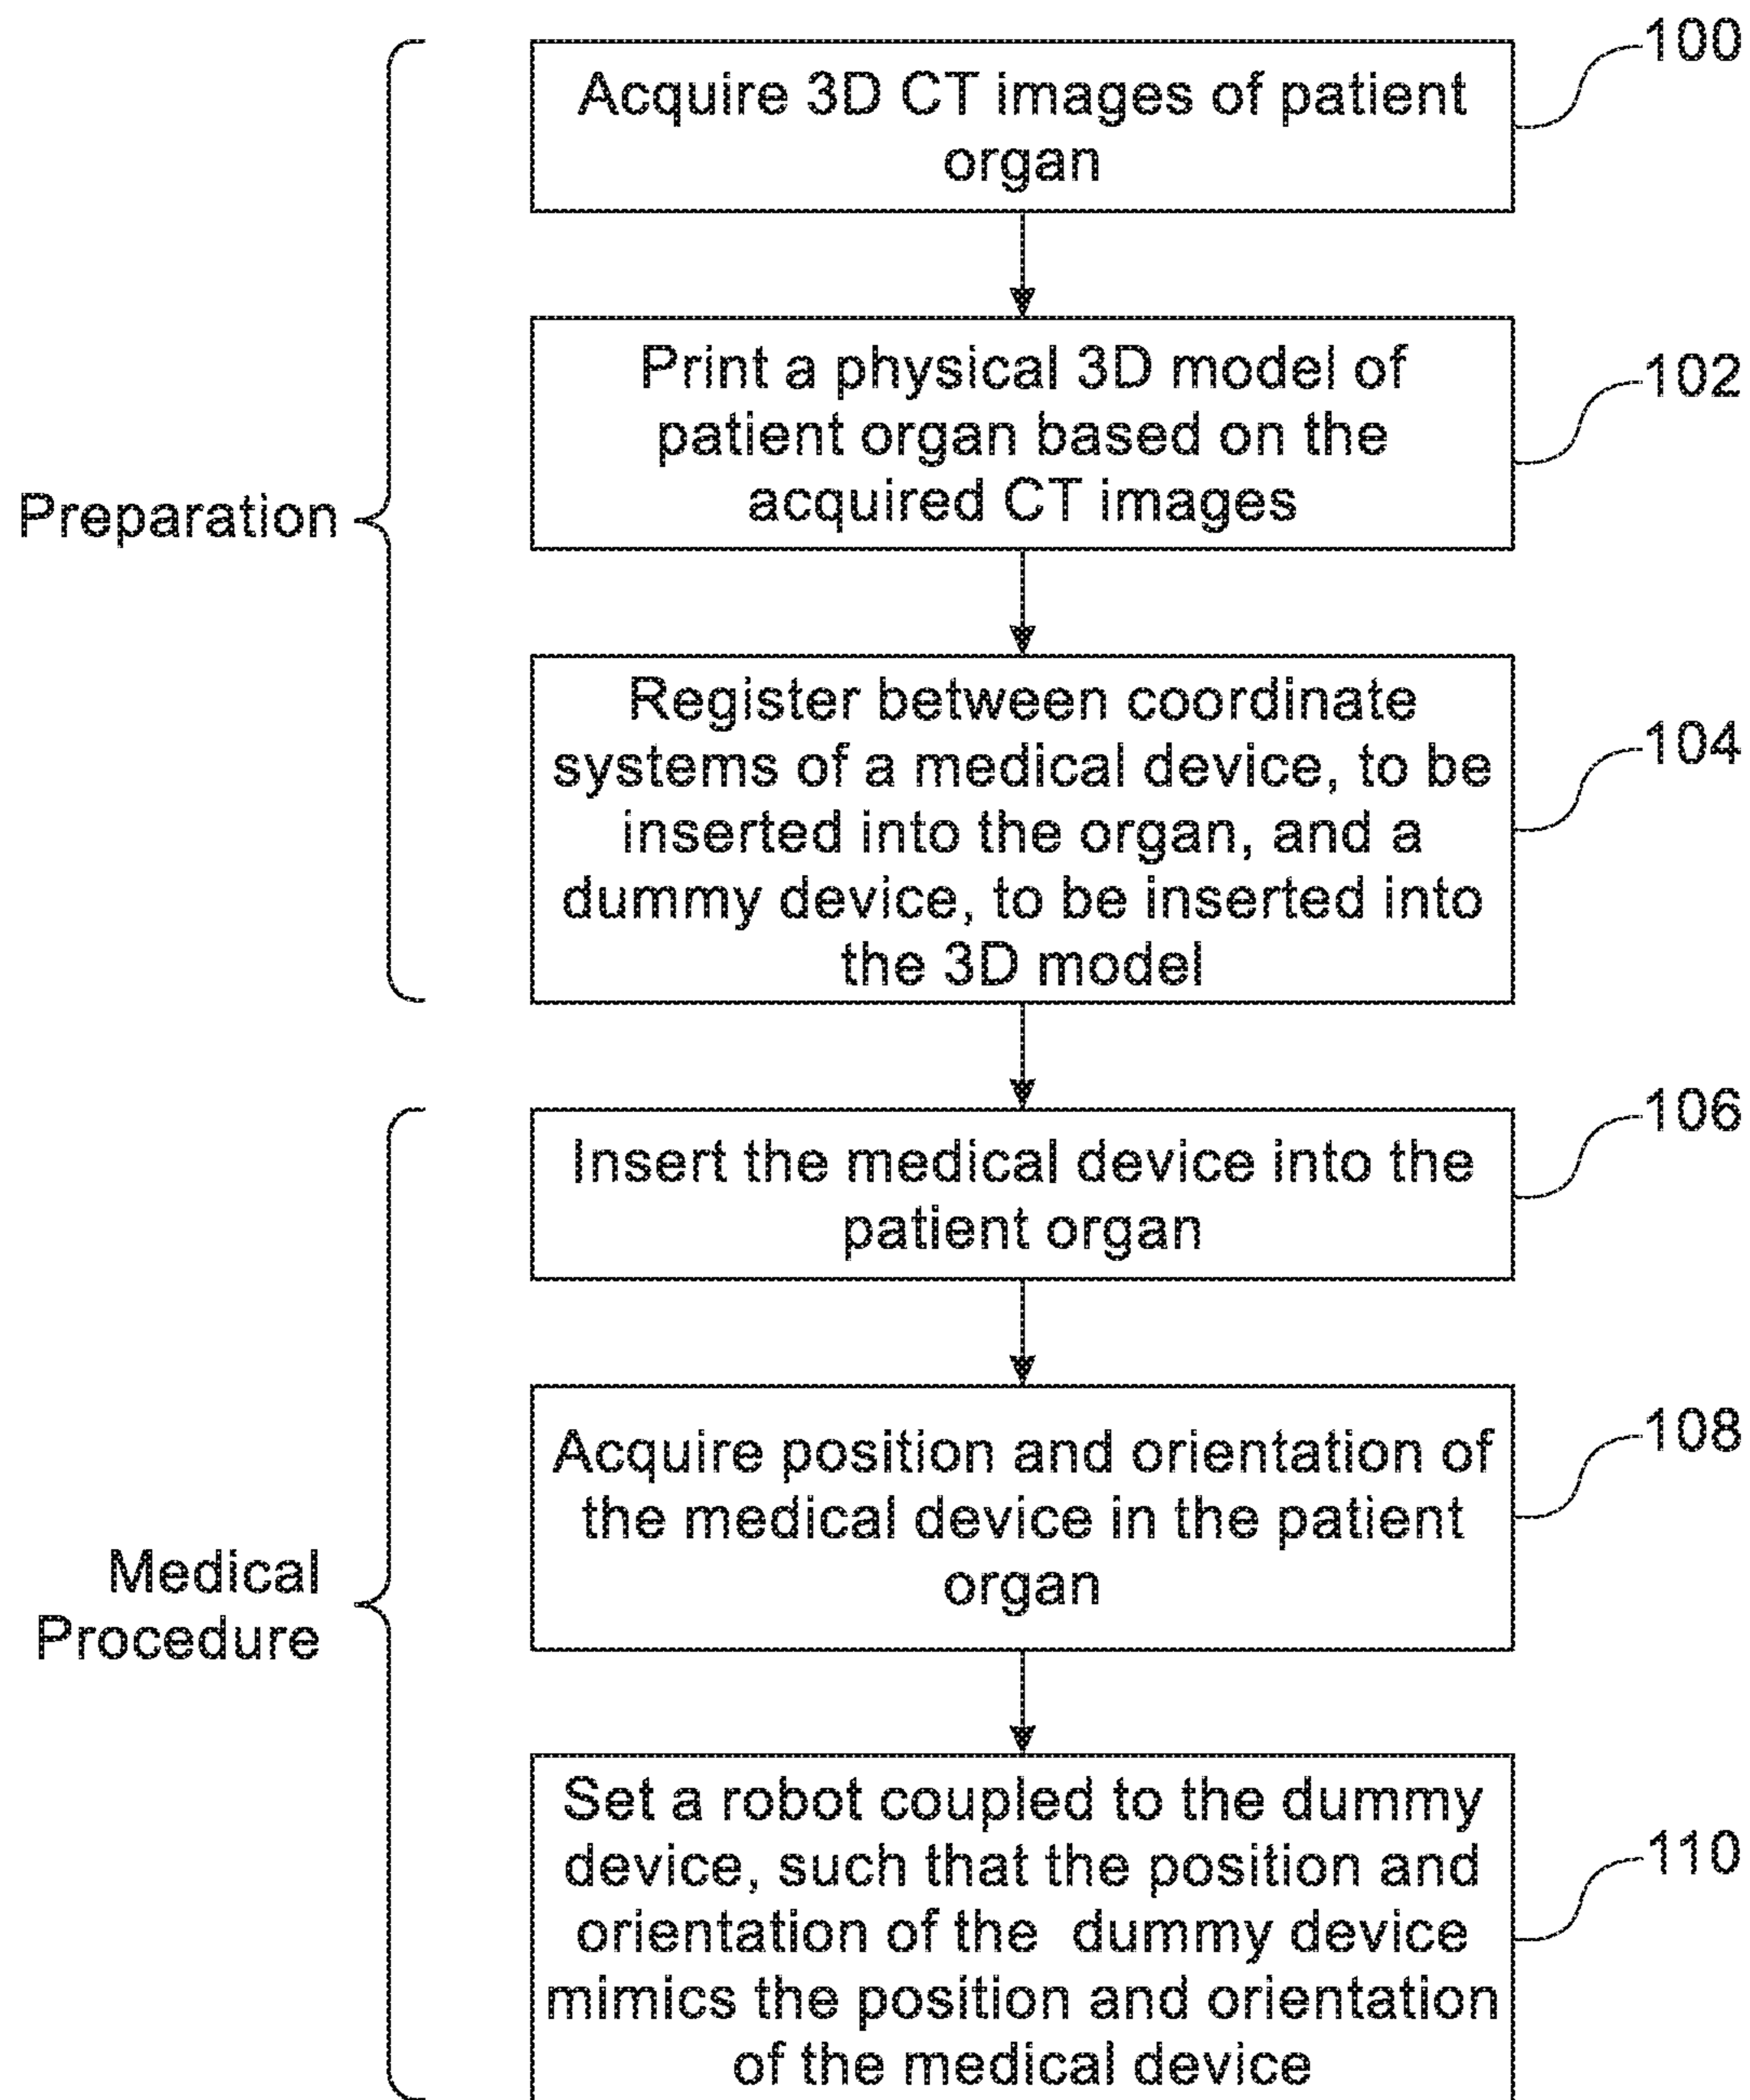 100
Acquire 3D CT images of patient
organ
102
Print a physical 3D model of
patient organ based on the
acquired CT images
Preparation
104
Register between coordinate
systems of a medical device, to be
inserted into the organ, and a
dummy device, to be inserted into
the 3D model
106
Insert the medical device into the
patient organ
108
Acquire position and orientation of
the medical device in the patient
organ
Medical
Procedure
110
Set a robot coupled to the dummy
device, such that the position and
orientation of the dummy device
mimics the position and orientation
of the medical device